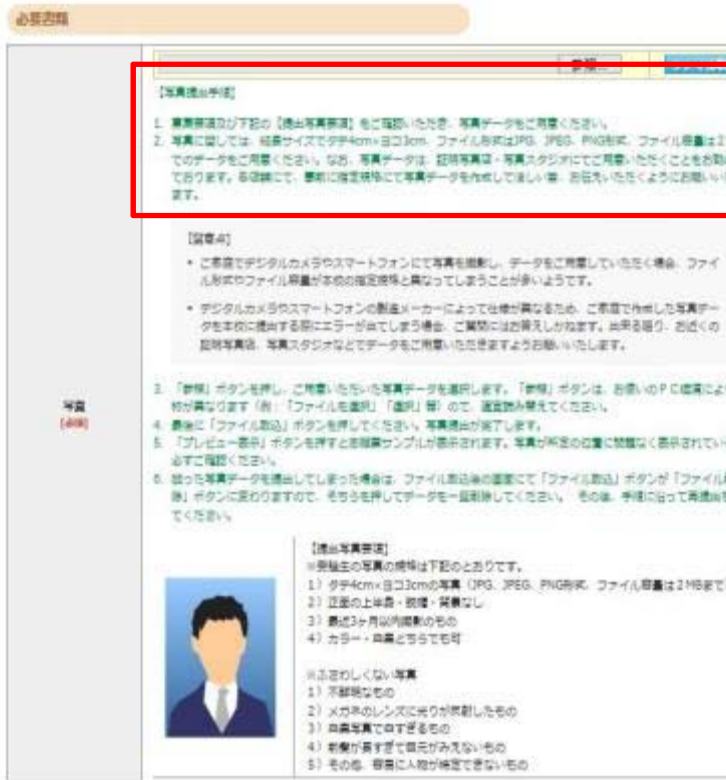 必要書類
参照...
【写真提出手順】
1. 募集要項及び下記の【提出写真要項】をご確認いただき、写真データをご用意ください。
2. 写真に関しては、縦長サイズでタテ4cm×ヨコ3cm、ファイル形式はJPG、JPEG、PNG形式、ファイル容量は2
でのデータをご用意ください。なお、写真データは、証明写真店・写真スタジオにてご用意いただくことをお勧め
ております。各店舗にて、事前に指定規格にて写真データを作成してほしい旨、お伝えいただくようにお願いい
ます。
【留意点】
• ご家庭でデジタルカメラやスマートフォンにて写真を撮影し、データをご用意していただく場合、ファイ
ル形式やファイル容量が本校の指定規格と異なってしまうことが多いようです。
• デジタルカメラやスマートフォンの製造メーカーによって仕様が異なるため、ご家庭で作成した写真デー
タを本校に提出する際にエラーが出てしまう場合、ご質問にはお答えしかねます。出来る限り、お近くの
証明写真店、写真スタジオなどでデータをご用意いただきますようお願いいたします。
写真
[必須]
3. 「参照」ボタンを押し、ご用意いただいた写真データを選択します。「参照」ボタンは、お使いのＰＣ環境によ
称が異なります（例：「ファイルを選択」「選択」等）ので、適宜読み替えてください。
4. 最後に「ファイル取込」ボタンを押してください。写真提出が完了します。
5. 「プレビュー表示」ボタンを押すと志願票サンプルが表示されます。写真が所定の位置に問題なく表示されてい
必ずご確認ください。
6. 誤った写真データを提出してしまった場合は、ファイル取込後の画面にて「ファイル取込」ボタンが「ファイル
除」ボタンに変わりますので、そちらを押してデータを一旦削除してください。 その後、手順に沿って再提出
てください。
【提出写真要項】
※受験生の写真の規格は下記のとおりです。
1）タテ4cm×ヨコ3cmの写真（JPG、JPEG、PNG形式、ファイル容量は２MBまで
2）正面の上半身・脱帽・背景なし
3）最近3ヶ月以内撮影のもの
4）カラー・白黒どちらでも可
※ふさわしくない写真
1）不鮮明なもの
2）メガネのレンズに光りが反射したもの
3）白黒写真で白すぎるもの
4）前髪が長すぎて目元がみえないもの
5）その他、容易に人物が特定できないもの